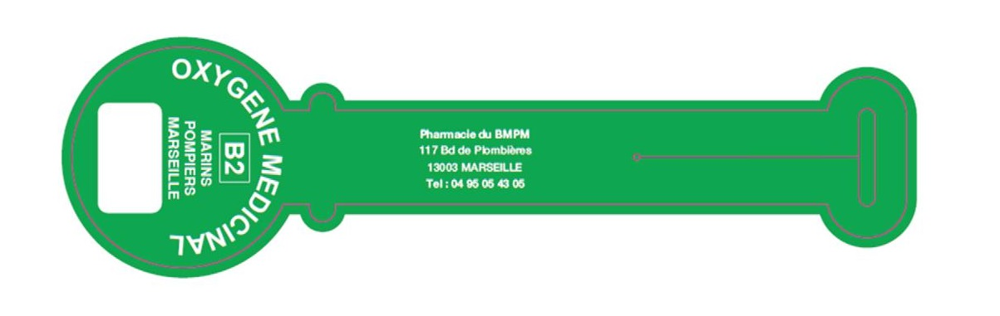 OXYGENE MEDICINAL
B2
MARINS
POMPIERS
MARSEILLE
Pharmacie du BMPM
117 Bd de Plombières
13003 MARSEILLE
Tel : 04 95 05 43 05